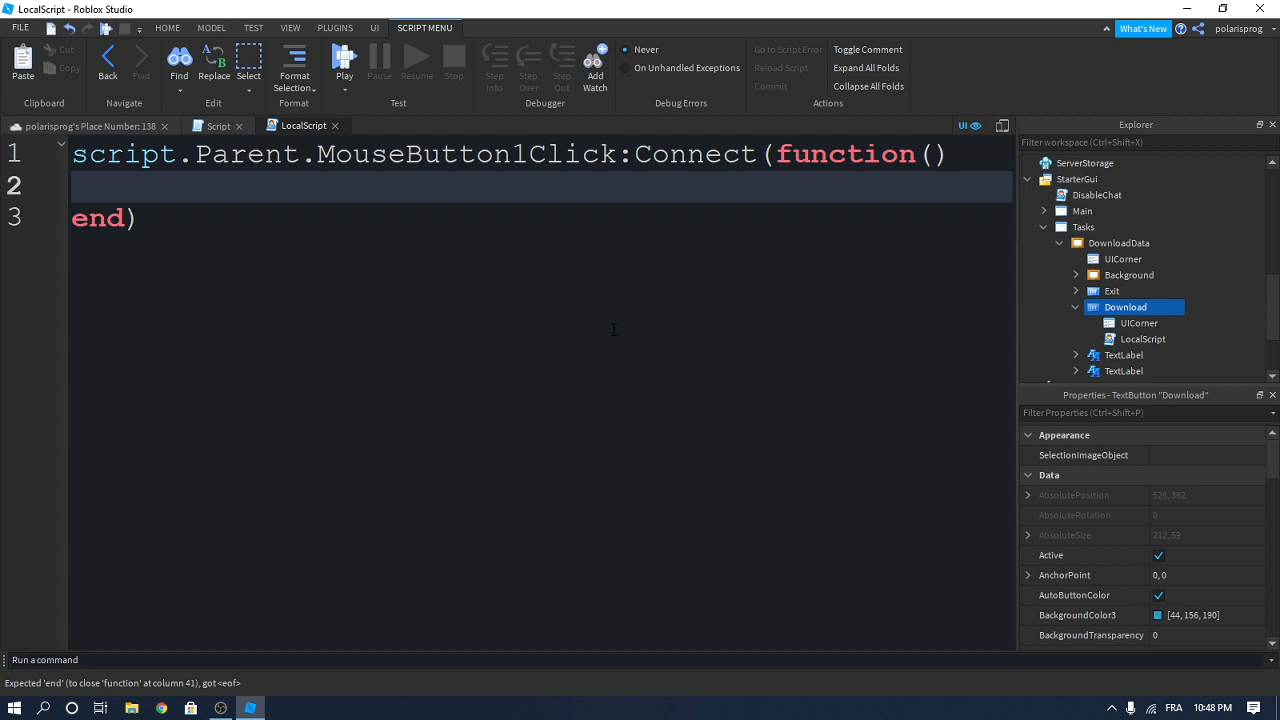 LocalScript - Roblox Studio
FILE HOME MODEL TEST VIEW PLUGINS UI SCRIPT MENU What's New polarisprog
Paste Cut Copy Back Fwd Find Replace Select Format Selection Play Pause Resume Stop Step Into Step Over Step Out Add Watch Never On Unhandled Exceptions Go to Script Error Reload Script Commit Toggle Comment Expand All Folds Collapse All Folds
Clipboard Navigate Edit Format Test Debugger Debug Errors Actions
polarisprog's Place Number: 138 Script LocalScript UI Explorer
Filter workspace (Ctrl+Shift+X)
1 script.Parent.MouseButton1Click:Connect(function()
2
3 end)
ServerStorage
StarterGui
DisableChat
Main
Tasks
DownloadData
UICorner
Background
Exit
Download
UICorner
LocalScript
TextLabel
TextLabel
Properties - TextButton "Download"
Filter Properties (Ctrl+Shift+P)
Appearance
SelectionImageObject
Data
AbsolutePosition 528, 382
AbsoluteRotation 0
AbsoluteSize 212, 59
Active
AnchorPoint 0, 0
AutoButtonColor
BackgroundColor3 [44, 156, 190]
BackgroundTransparency 0
Run a command
Expected 'end' (to close 'function' at column 41), got <eof>
FRA 10:48 PM